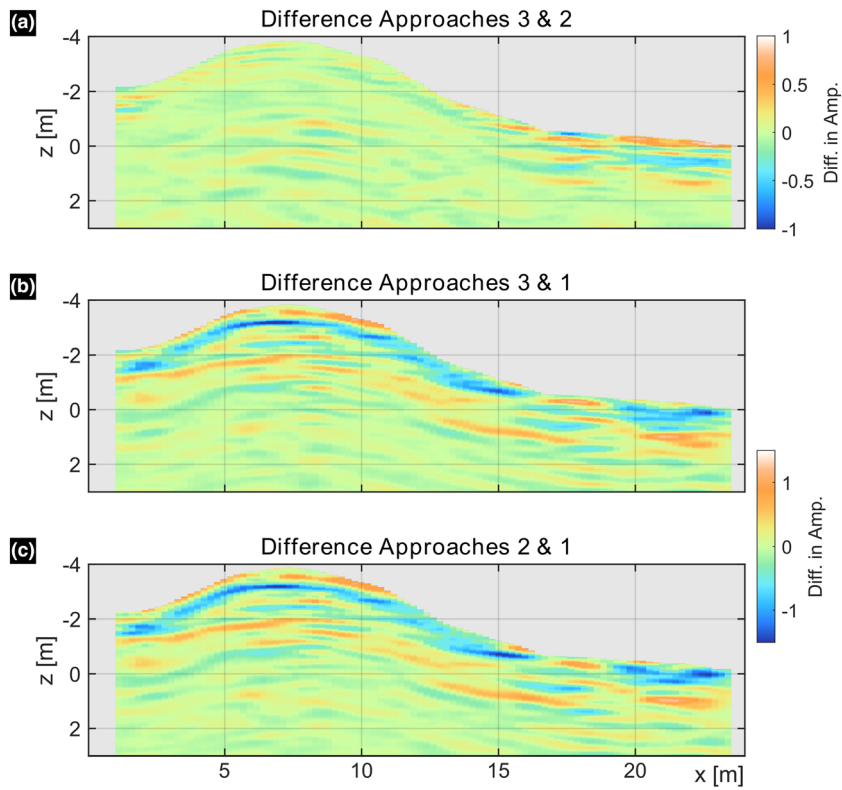 (a)
Difference Approaches 3 & 2
-4
-2
0
2
z [m]
1
0.5
0
-0.5
-1
Diff. in Amp.
(b)
Difference Approaches 3 & 1
-4
-2
0
2
z [m]
1
0
-1
Diff. in Amp.
(c)
Difference Approaches 2 & 1
-4
-2
0
2
z [m]
5
10
15
20
x [m]